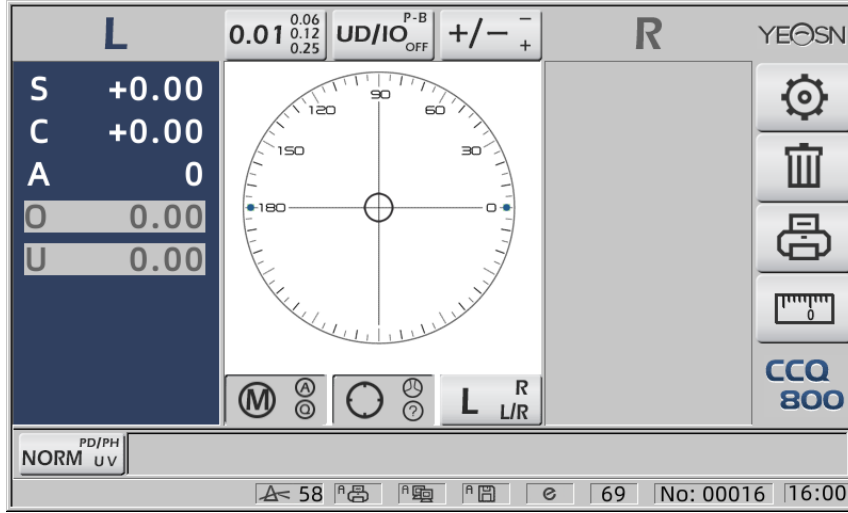 L
0.01 0.06 0.12 0.25
UD/IO P-B OFF
+/- - +
R
YEOSN
S +0.00
C +0.00
A 0
O 0.00
U 0.00
90
120 60
150 30
180 0
0
CCQ
800
M A Q
?
L R L/R
NORM PD/PH UV
58
A
A
A
e
69
No: 00016
16:00